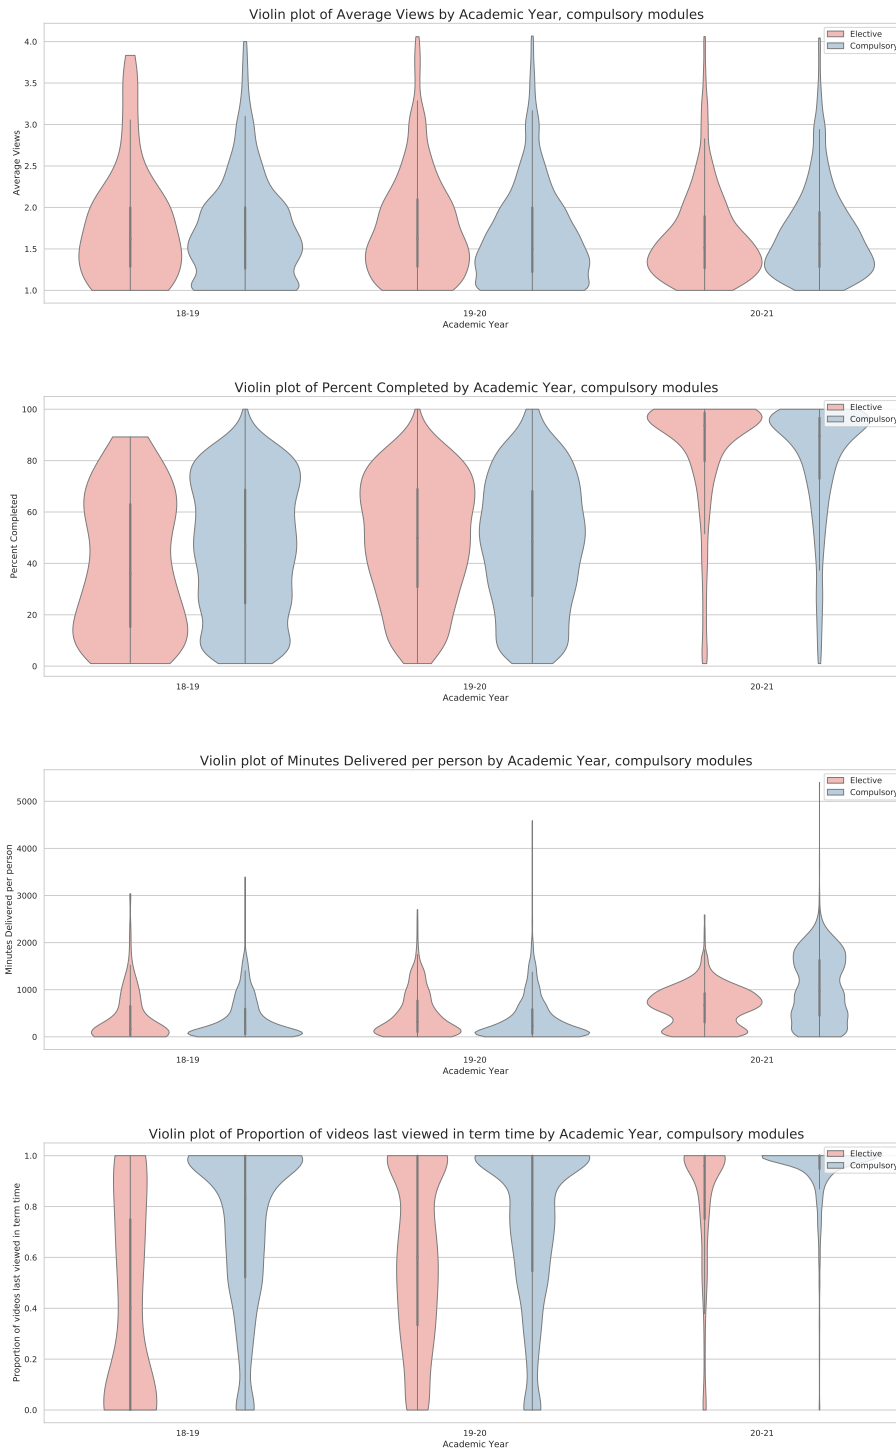 Violin plot of Average Views by Academic Year, compulsory modules
Elective
Compulsory
4.0
3.5
3.0
2.5
2.0
1.5
1.0
Average Views
18-19 19-20 20-21
Academic Year
Violin plot of Percent Completed by Academic Year, compulsory modules
Elective
Compulsory
100
80
60
40
20
0
Percent Completed
18-19 19-20 20-21
Academic Year
Violin plot of Minutes Delivered per person by Academic Year, compulsory modules
Elective
Compulsory
5000
4000
3000
2000
1000
0
Minutes Delivered per person
18-19 19-20 20-21
Academic Year
Violin plot of Proportion of videos last viewed in term time by Academic Year, compulsory modules
Elective
Compulsory
1.0
0.8
0.6
0.4
0.2
0.0
Proportion of videos last viewed in term time
18-19 19-20 20-21
Academic Year